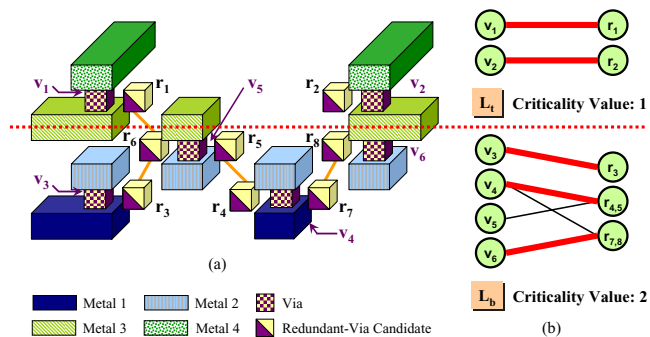 v1
r1
v5
r2
v2
r6
r5
r8
v3
v6
r3
r4
r7
v4
(a)
Metal 1
Metal 2
Via
Metal 3
Metal 4
Redundant-Via Candidate
v1
r1
v2
r2
Lt Criticality Value: 1
v3
r3
v4
r4,5
v5
r7,8
v6
Lb Criticality Value: 2
(b)